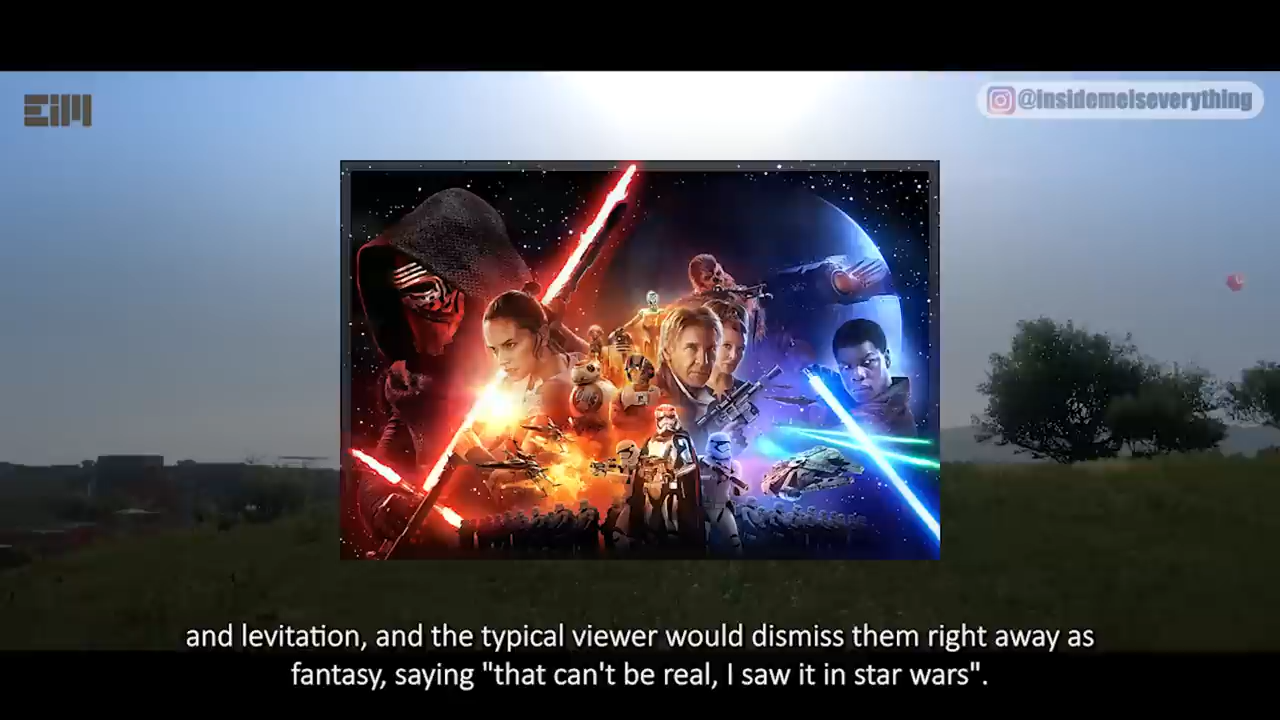 EiM
@insidemeiseverything
and levitation, and the typical viewer would dismiss them right away as
fantasy, saying "that can't be real, I saw it in star wars".